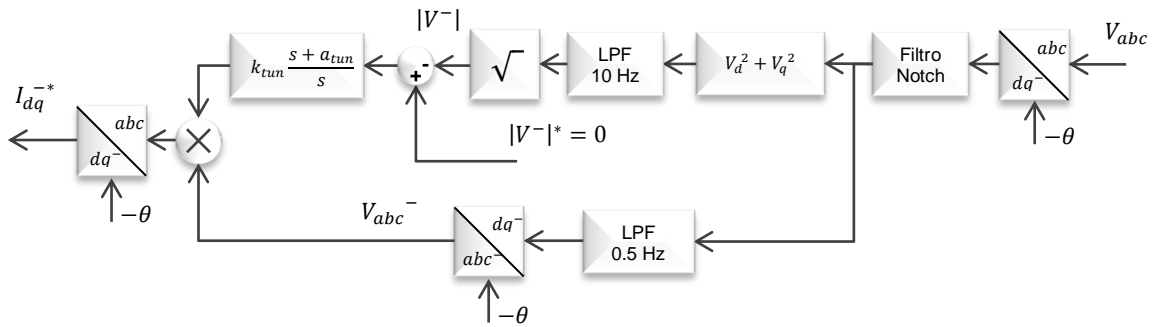 |V⁻|
V_abc
k_tun (s + a_tun)/s
- +
√
LPF
10 Hz
V_d² + V_q²
Filtro
Notch
abc
dq⁻
I_dq⁻*
|V⁻|* = 0
−θ
abc
dq⁻
×
−θ
V_abc⁻
dq⁻
abc⁻
LPF
0.5 Hz
−θ